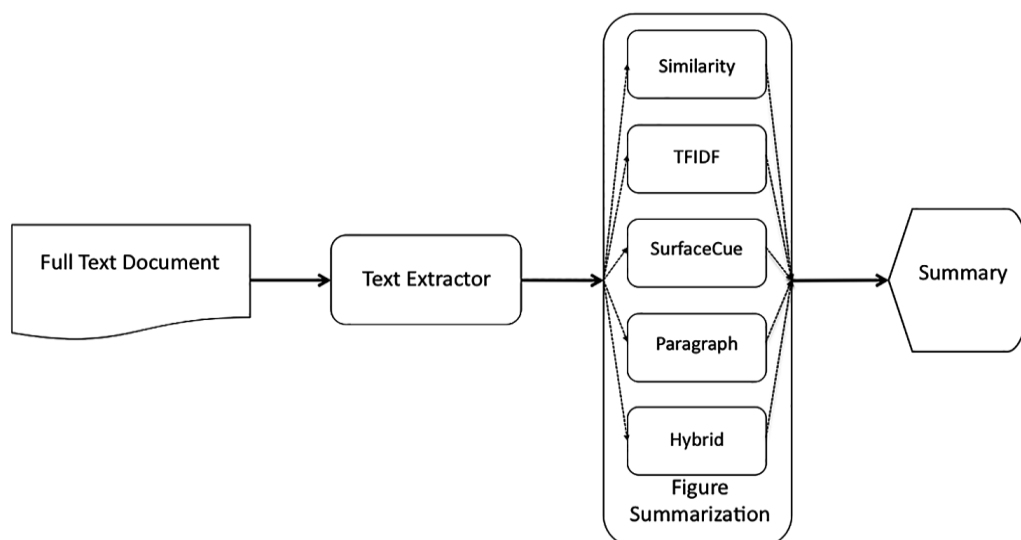 Full Text Document
Text Extractor
Similarity
TFIDF
SurfaceCue
Paragraph
Hybrid
Figure
Summarization
Summary